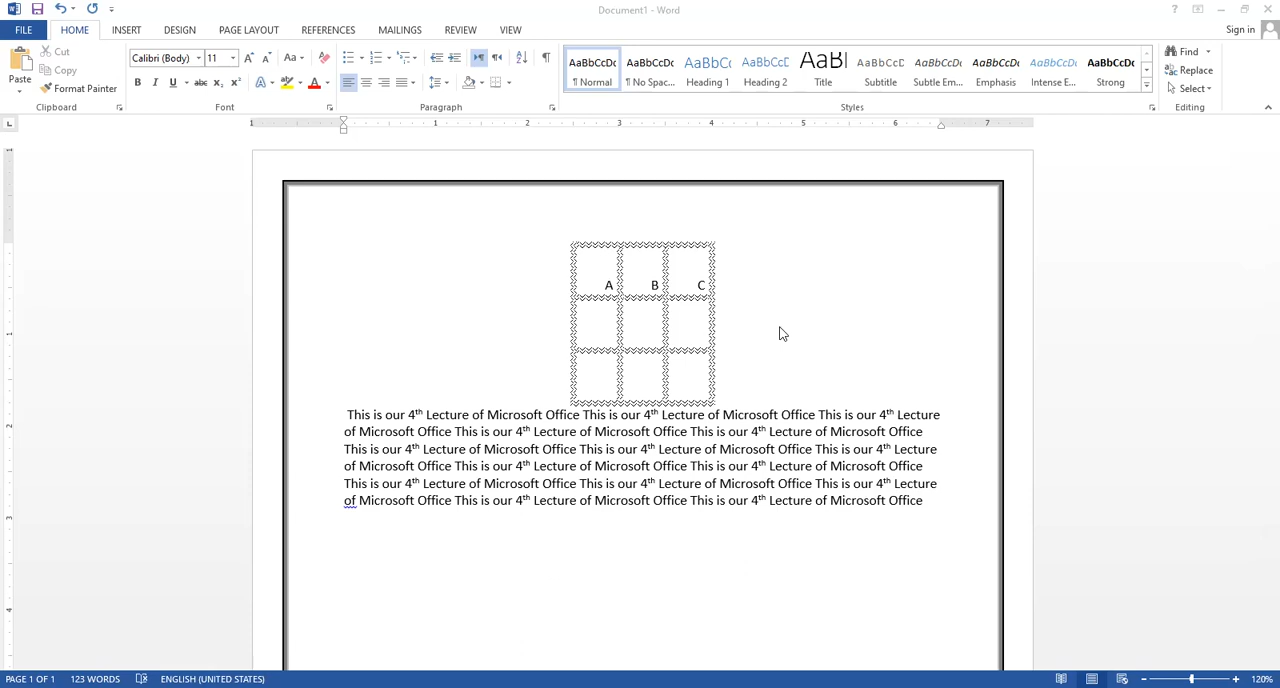 Document1 - Word
Sign in
FILE HOME INSERT DESIGN PAGE LAYOUT REFERENCES MAILINGS REVIEW VIEW
Paste
Cut
Copy
Format Painter
Clipboard
Calibri (Body) 11
Font
Paragraph
AaBbCcDc AaBbCcDc AaBbCc AaBbCcC AaBl AaBbCcD AaBbCcDc AaBbCcDc AaBbCcDc AaBbCcDc
¶ Normal ¶ No Spac... Heading 1 Heading 2 Title Subtitle Subtle Em... Emphasis Intense E... Strong
Styles
Find
Replace
Select
Editing
1 1 2 3 4 5 6 7
A B C
This is our 4th Lecture of Microsoft Office This is our 4th Lecture of Microsoft Office This is our 4th Lecture
of Microsoft Office This is our 4th Lecture of Microsoft Office This is our 4th Lecture of Microsoft Office
This is our 4th Lecture of Microsoft Office This is our 4th Lecture of Microsoft Office This is our 4th Lecture
of Microsoft Office This is our 4th Lecture of Microsoft Office This is our 4th Lecture of Microsoft Office
This is our 4th Lecture of Microsoft Office This is our 4th Lecture of Microsoft Office This is our 4th Lecture
of Microsoft Office This is our 4th Lecture of Microsoft Office This is our 4th Lecture of Microsoft Office
PAGE 1 OF 1 123 WORDS ENGLISH (UNITED STATES) 120%